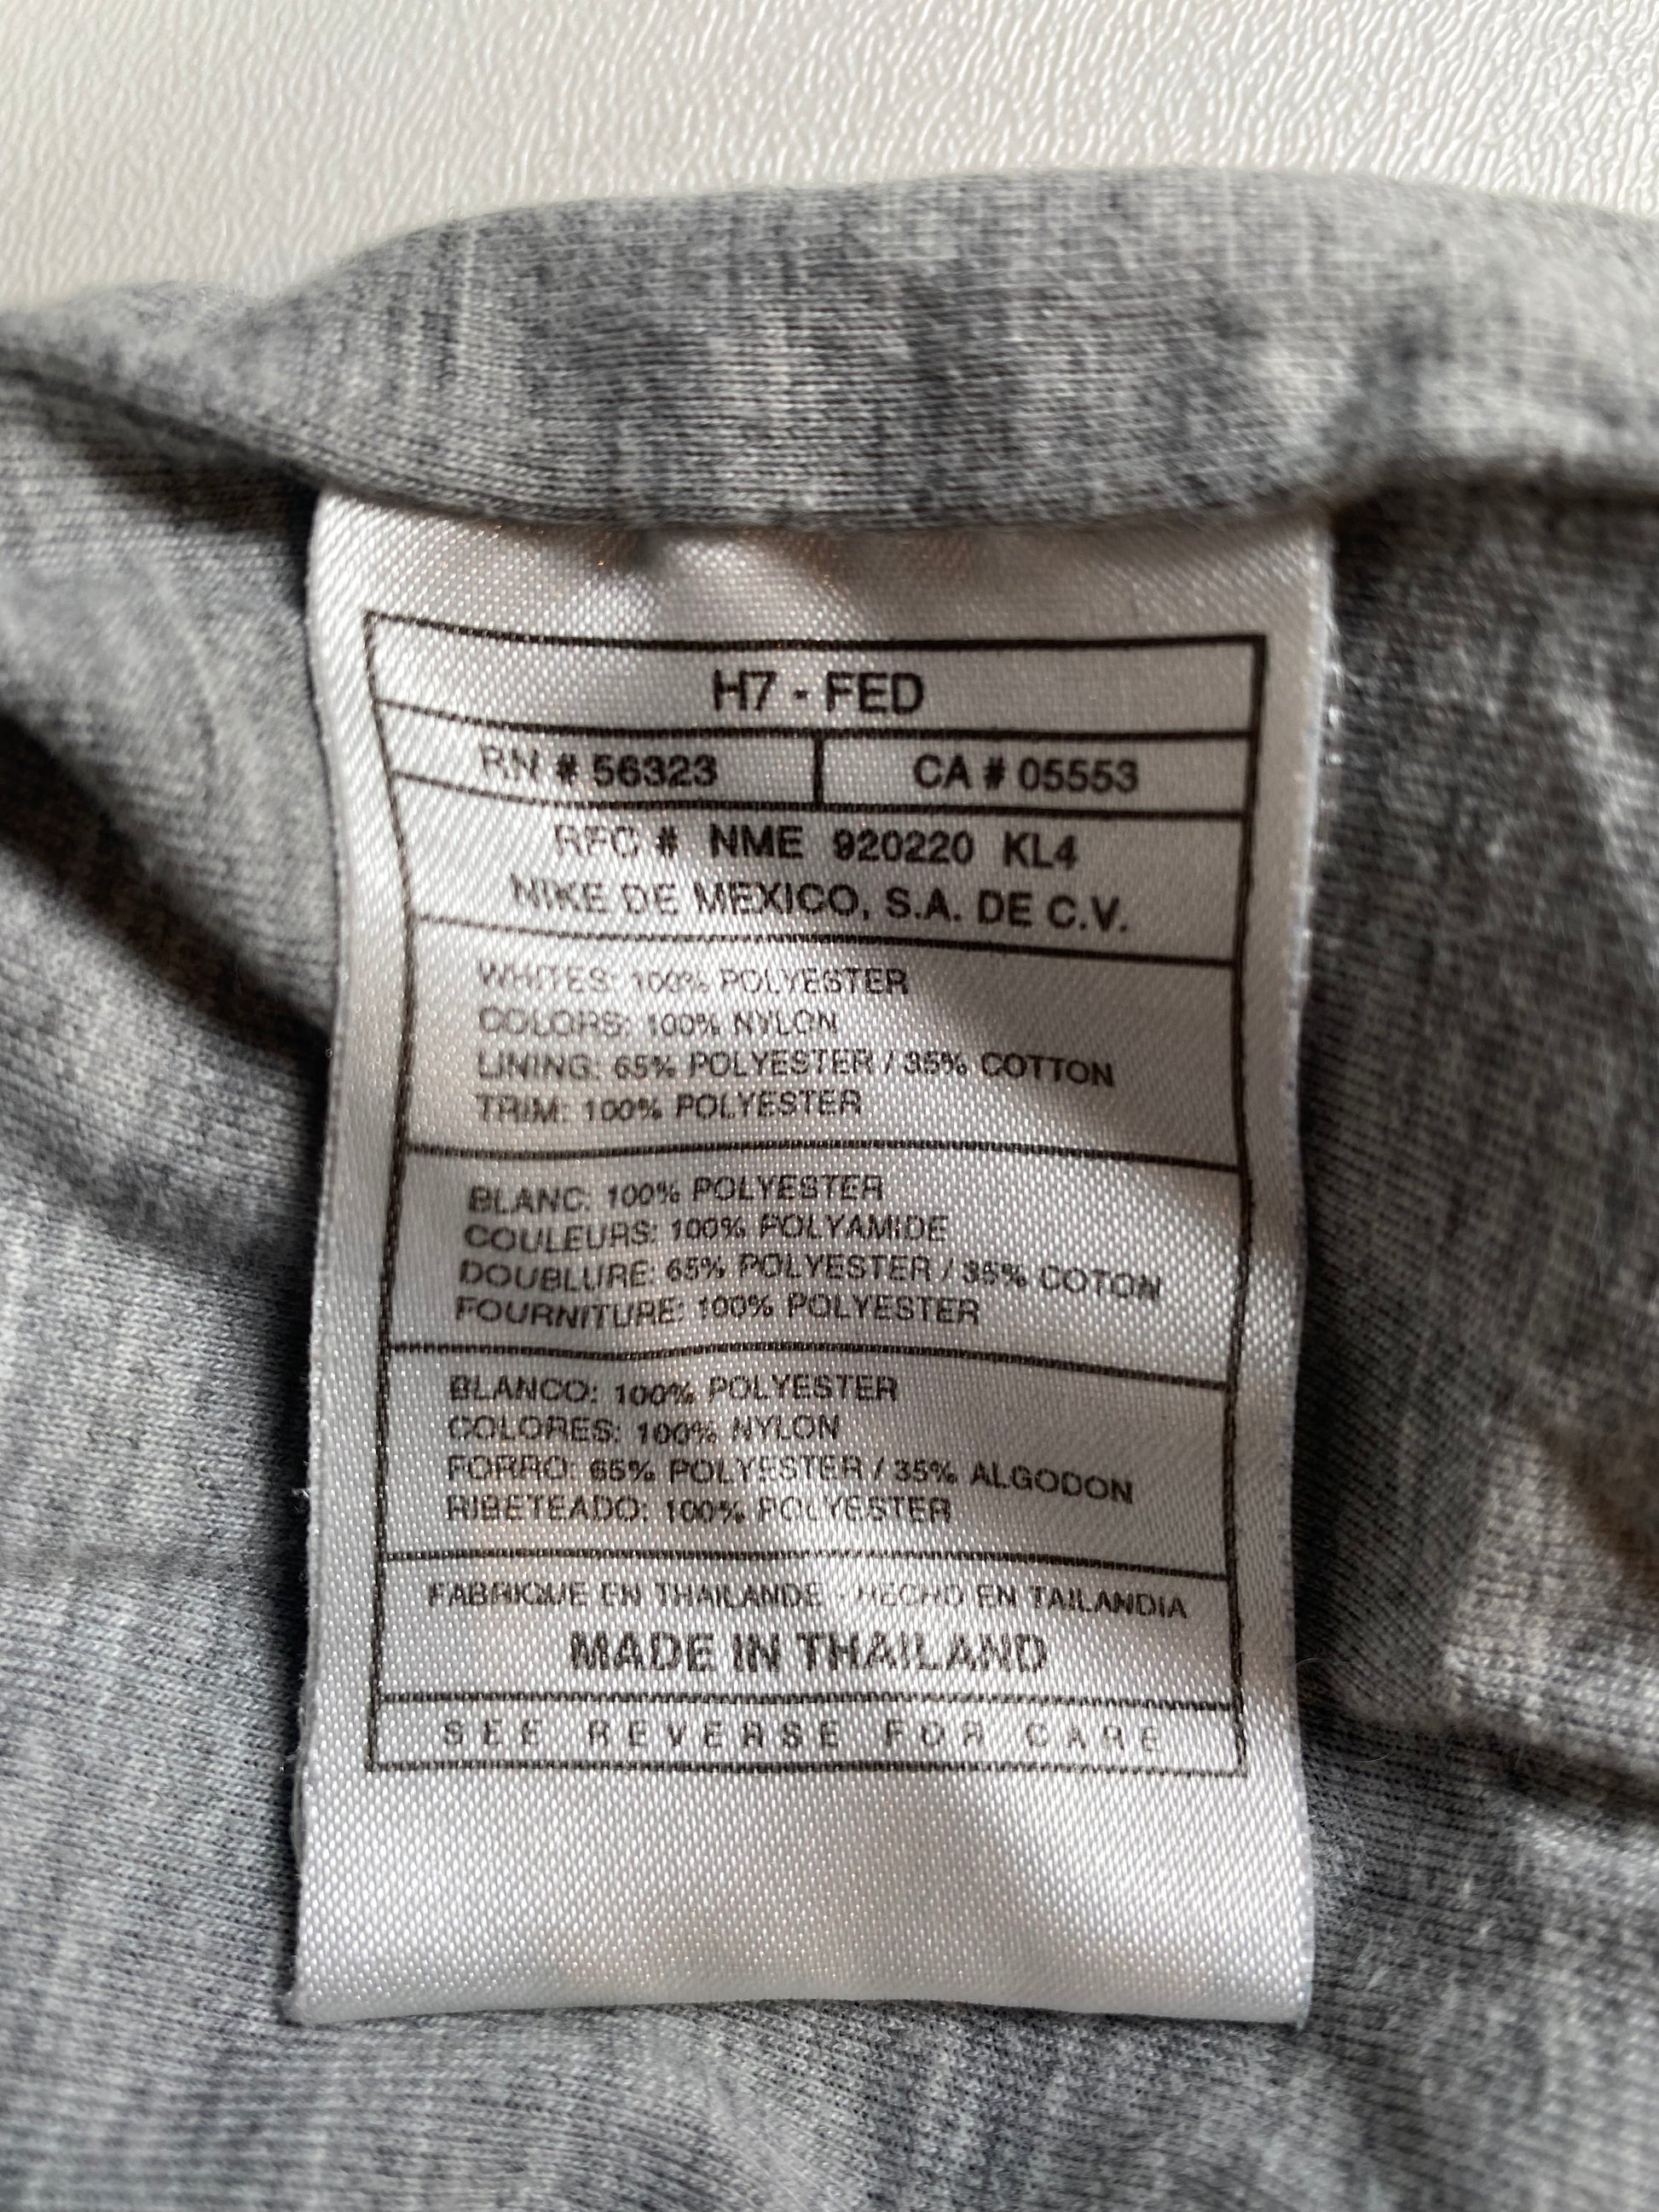 H7 - FED
RN # 56323 CA # 05553
RFC # NME 920220 KL4
NIKE DE MEXICO, S.A. DE C.V.
WHITES: 100% POLYESTER
COLORS: 100% NYLON
LINING: 65% POLYESTER / 35% COTTON
TRIM: 100% POLYESTER
BLANC: 100% POLYESTER
COULEURS: 100% POLYAMIDE
DOUBLURE: 65% POLYESTER / 35% COTON
FOURNITURE: 100% POLYESTER
BLANCO: 100% POLYESTER
COLORES: 100% NYLON
FORRO: 65% POLYESTER / 35% ALGODON
RIBETEADO: 100% POLYESTER
FABRIQUE EN THAILANDE - HECHO EN TAILANDIA
MADE IN THAILAND
SEE REVERSE FOR CARE